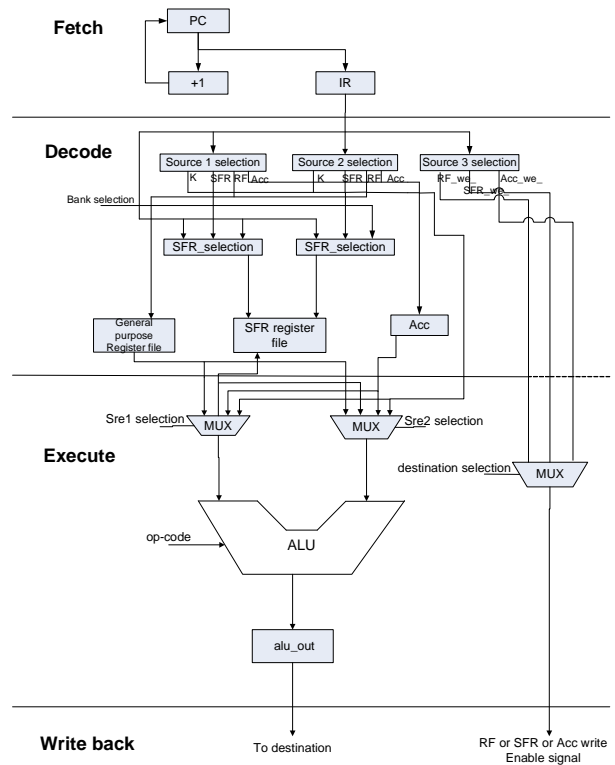 Fetch
PC
+1
IR
Decode
Source 1 selection
Source 2 selection
Source 3 selection
K
SFR
RF
Acc
K
SFR
RF
Acc
RF_we_
SFR_we_
Acc_we_
Bank selection
SFR_selection
SFR_selection
General
purpose
Register file
SFR register
file
Acc
Sre1 selection
MUX
MUX
Sre2 selection
Execute
destination selection
MUX
op-code
ALU
alu_out
Write back
To destination
RF or SFR or Acc write
Enable signal